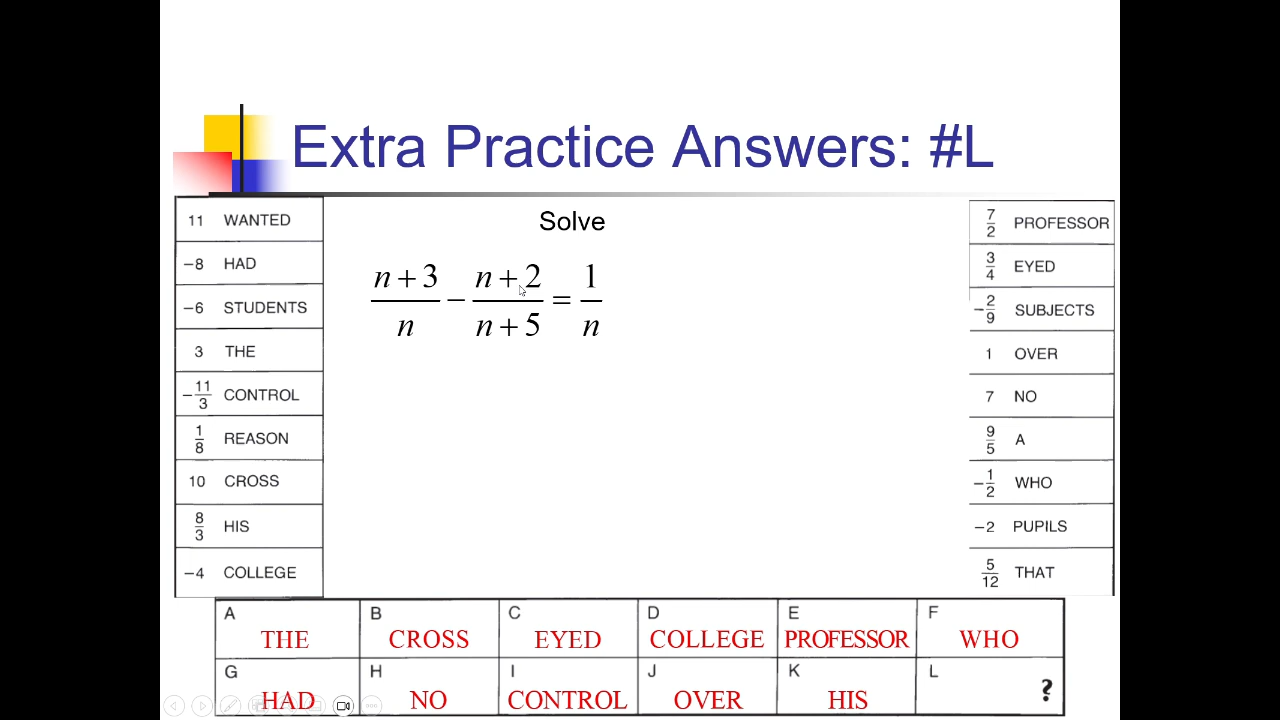 Extra Practice Answers: #L
11 WANTED
−8 HAD
−6 STUDENTS
3 THE
−11/3 CONTROL
1/8 REASON
10 CROSS
8/3 HIS
−4 COLLEGE
Solve
(n + 3)/n − (n + 2)/(n + 5) = 1/n
7/2 PROFESSOR
3/4 EYED
−2/9 SUBJECTS
1 OVER
7 NO
9/5 A
−1/2 WHO
−2 PUPILS
5/12 THAT
A B C D E F
THE CROSS EYED COLLEGE PROFESSOR WHO
G H I J K L
HAD NO CONTROL OVER HIS ?